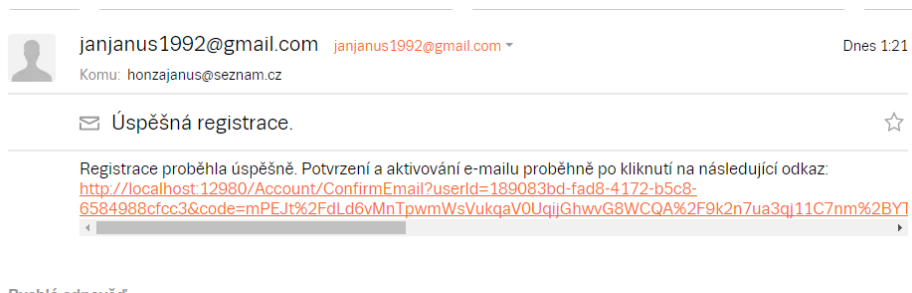 janjanus1992@gmail.com janjanus1992@gmail.com Dnes 1:21
Komu: honzajanus@seznam.cz
Úspěšná registrace.
Registrace proběhla úspěšně. Potvrzení a aktivování e-mailu proběhně po kliknutí na následující odkaz:
http://localhost:12980/Account/ConfirmEmail?userId=189083bd-fad8-4172-b5c8-
6584988cfcc3&code=mPEJt%2FdLd6vMnTpwmWsVukqaV0UqijGhwvG8WCQA%2F9k2n7ua3qj11C7nm%2BYT